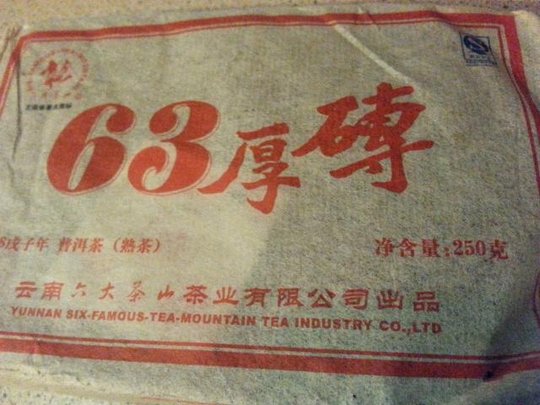 63厚磚
8戊子年 普洱茶（熟茶）
净含量:250克
云南六大茶山茶业有限公司出品
YUNNAN SIX-FAMOUS-TEA-MOUNTAIN TEA INDUSTRY CO.,LTD